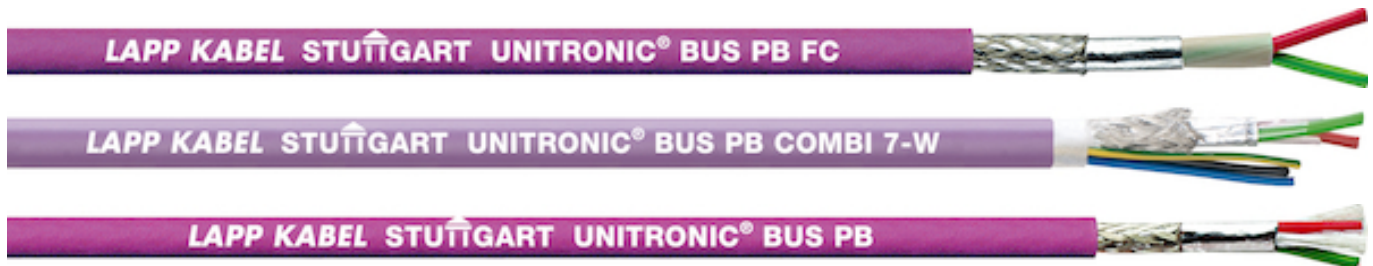 LAPP KABEL STUTTGART UNITRONIC® BUS PB FC
LAPP KABEL STUTTGART UNITRONIC® BUS PB COMBI 7-W
LAPP KABEL STUTTGART UNITRONIC® BUS PB